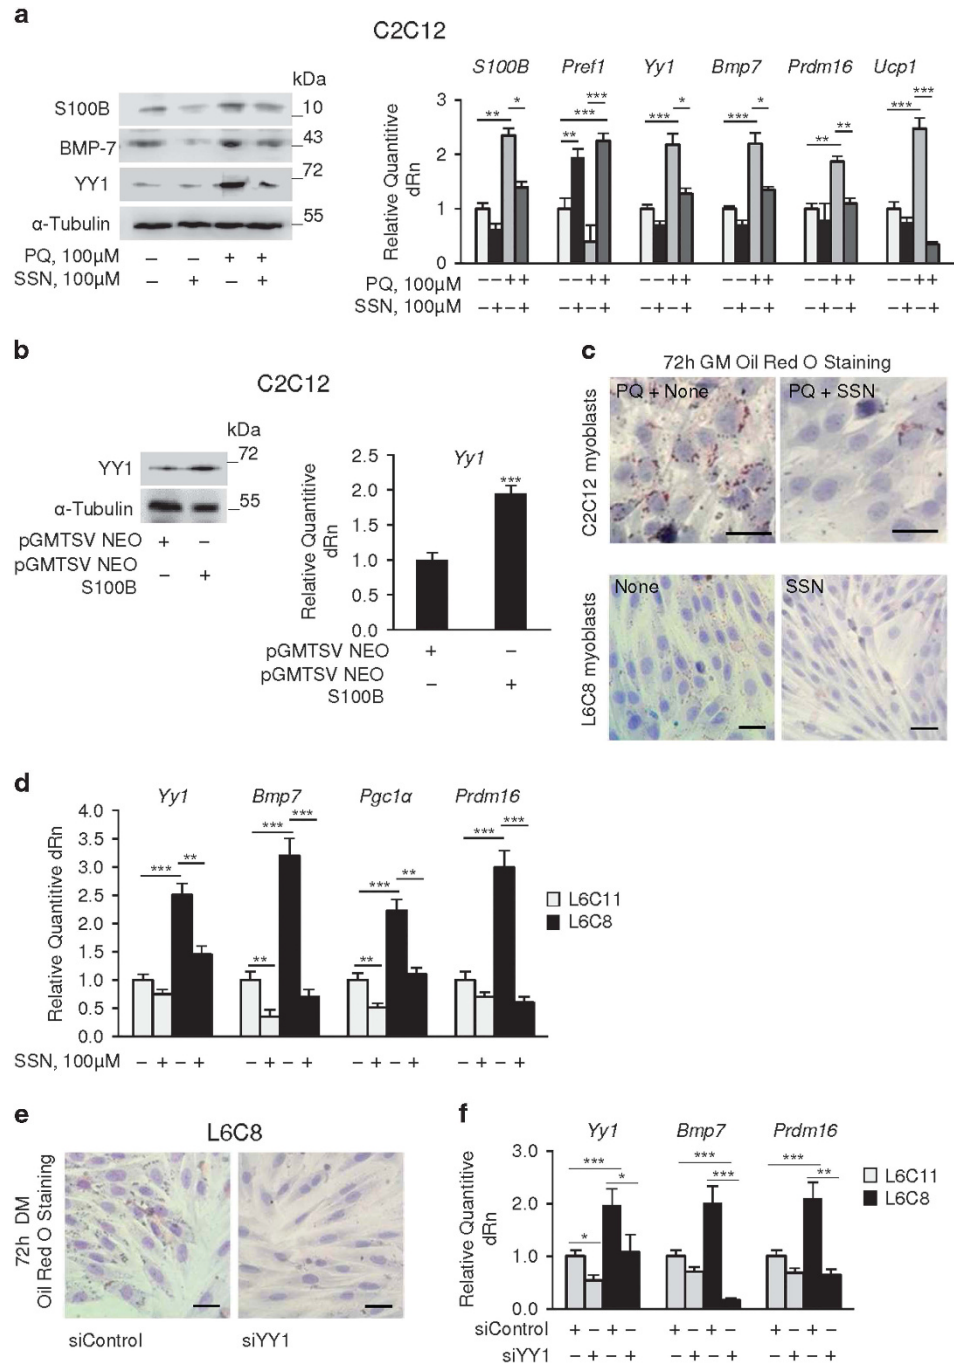 a
C2C12
kDa
S100B
10
BMP-7
43
72
YY1
α-Tubulin
55
PQ, 100µM – – + +
SSN, 100µM – + – +
S100B Pref1 Yy1 Bmp7 Prdm16 Ucp1
Relative Quantitive
dRn
3
2
1
0
** * ** *** *** *** * *** * ** ** *** ***
PQ, 100µM – – + + – – + + – – + + – – + + – – + + – – + +
SSN, 100µM – + – + – + – + – + – + – + – + – + – + – + – +
b
C2C12
kDa
YY1
72
α-Tubulin
55
pGMTSV NEO + –
pGMTSV NEO
S100B – +
Yy1
Relative Quantitive
dRn
2.5
2.0
1.5
1.0
0.5
0.0
***
pGMTSV NEO + –
pGMTSV NEO
S100B – +
c
72h GM Oil Red O Staining
C2C12 myoblasts
PQ + None
PQ + SSN
L6C8 myoblasts
None
SSN
d
Yy1 Bmp7 Pgc1α Prdm16
Relative Quantitive dRn
4.0
3.5
3.0
2.5
2.0
1.5
1.0
0.5
0.0
*** ** ** *** *** ** *** ** *** ***
L6C11
L6C8
SSN, 100µM – + – + – + – + – + – + – + – +
e
L6C8
72h DM
Oil Red O Staining
siControl
siYY1
f
Yy1 Bmp7 Prdm16
Relative Quantitive
dRn
3.0
2.0
1.0
0.0
* *** * *** *** *** **
L6C11
L6C8
siControl + – + – + – + – + – + –
siYY1 – + – + – + – + – + – +